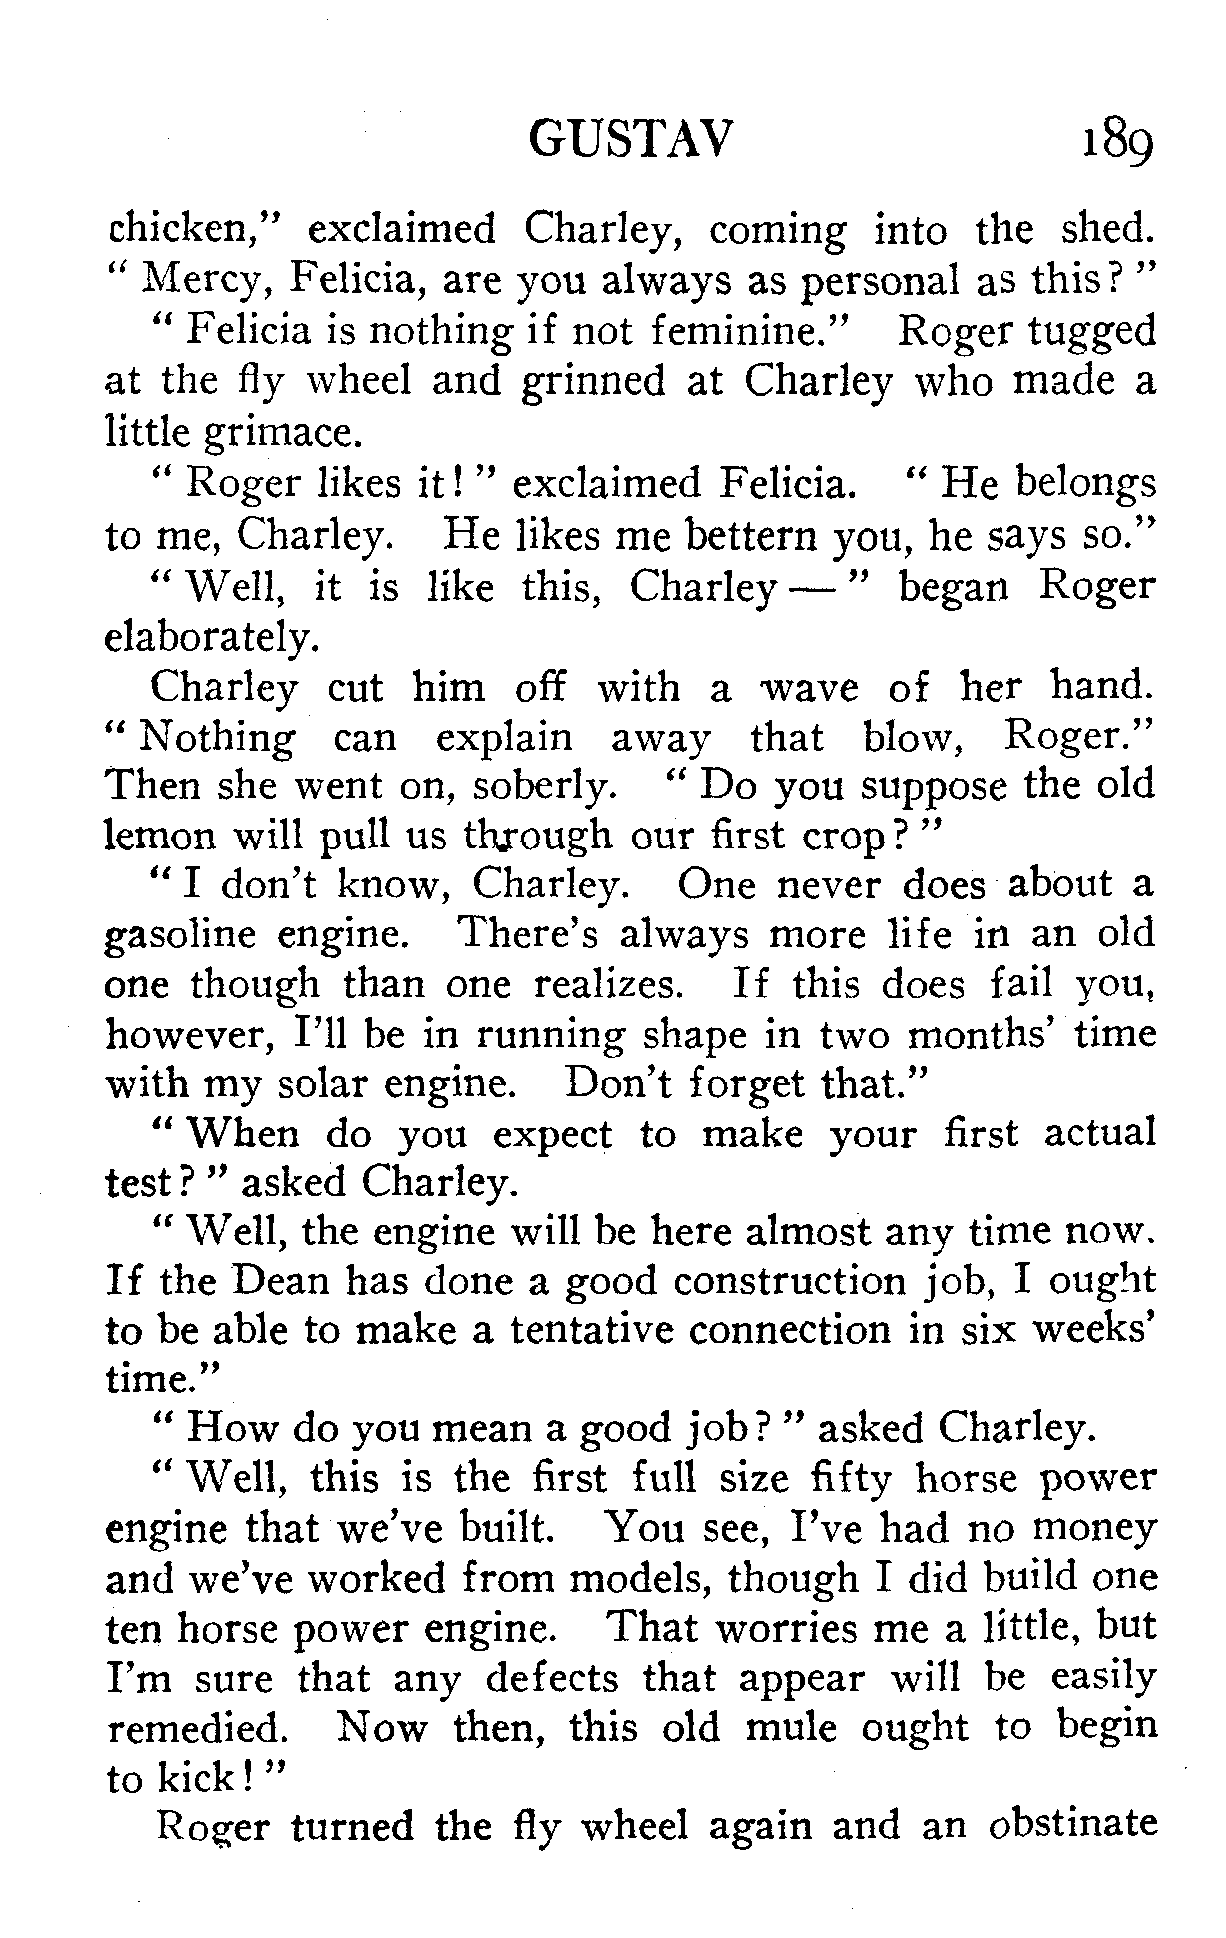 GUSTAV 189
chicken," exclaimed Charley, coming into the shed.
" Mercy, Felicia, are you always as personal as this? "
" Felicia is nothing if not feminine." Roger tugged
at the fly wheel and grinned at Charley who made a
little grimace.
" Roger likes it! " exclaimed Felicia. " He belongs
to me, Charley. He likes me bettern you, he says so."
" Well, it is like this, Charley — " began Roger
elaborately.
Charley cut him off with a wave of her hand.
" Nothing can explain away that blow, Roger."
Then she went on, soberly. " Do you suppose the old
lemon will pull us through our first crop? "
" I don't know, Charley. One never does about a
gasoline engine. There's always more life in an old
one though than one realizes. If this does fail you,
however, I'll be in running shape in two months' time
with my solar engine. Don't forget that."
" When do you expect to make your first actual
test? " asked Charley.
" Well, the engine will be here almost any time now.
If the Dean has done a good construction job, I ought
to be able to make a tentative connection in six weeks'
time."
" How do you mean a good job? " asked Charley.
" Well, this is the first full size fifty horse power
engine that we've built. You see, I've had no money
and we've worked from models, though I did build one
ten horse power engine. That worries me a little, but
I'm sure that any defects that appear will be easily
remedied. Now then, this old mule ought to begin
to kick! "
Roger turned the fly wheel again and an obstinate